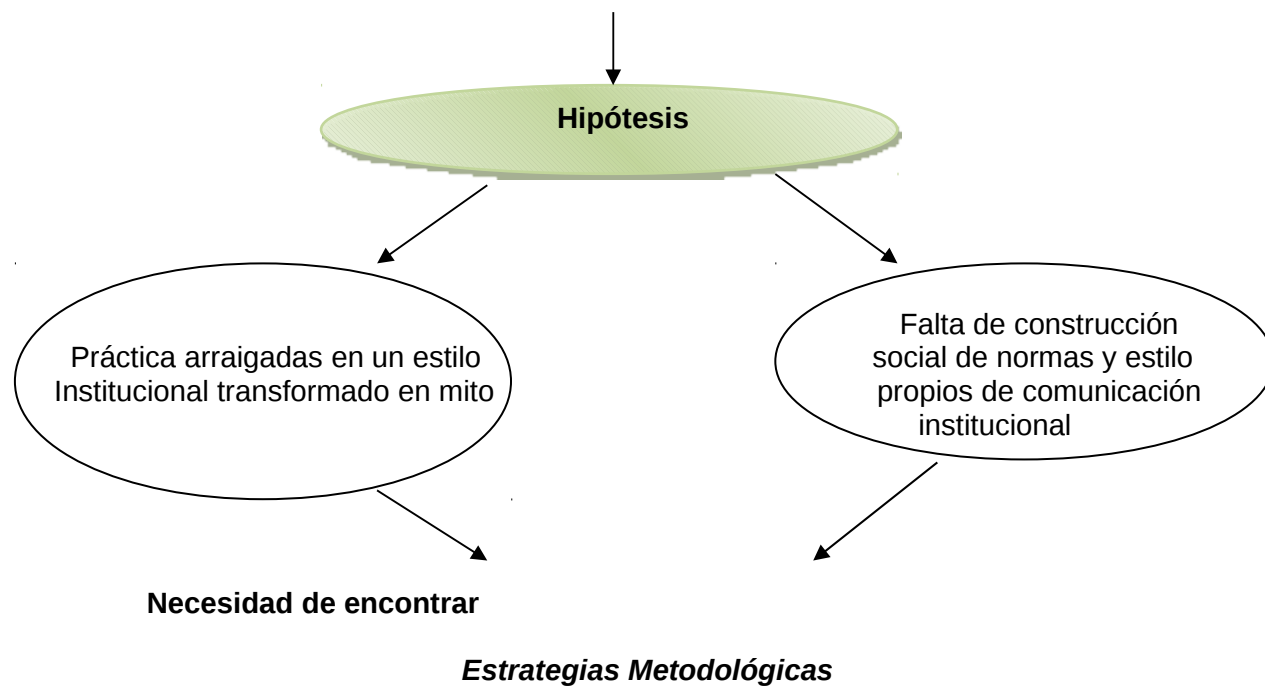 Hipótesis
Práctica arraigadas en un estilo
Institucional transformado en mito
Falta de construcción
social de normas y estilo
propios de comunicación
institucional
Necesidad de encontrar
Estrategias Metodológicas